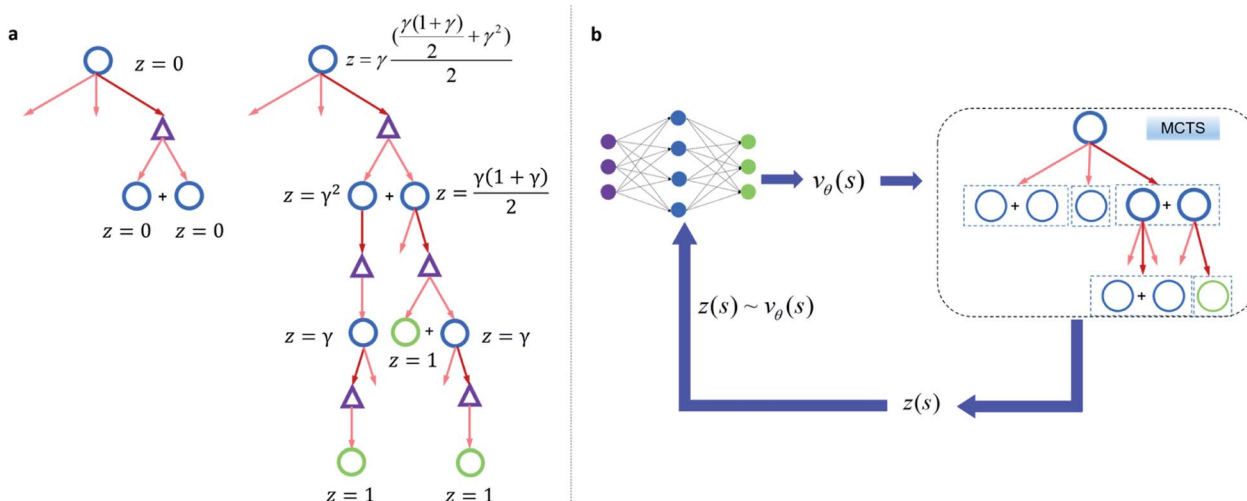 a
z = 0
z = γ ((γ(1 + γ)/2 + γ²)/2)
+
z = 0 z = 0
z = γ² + z = γ(1 + γ)/2
z = γ + z = γ
z = 1
z = 1 z = 1
b
v_θ(s)
MCTS
+ +
+
z(s) ~ v_θ(s)
z(s)